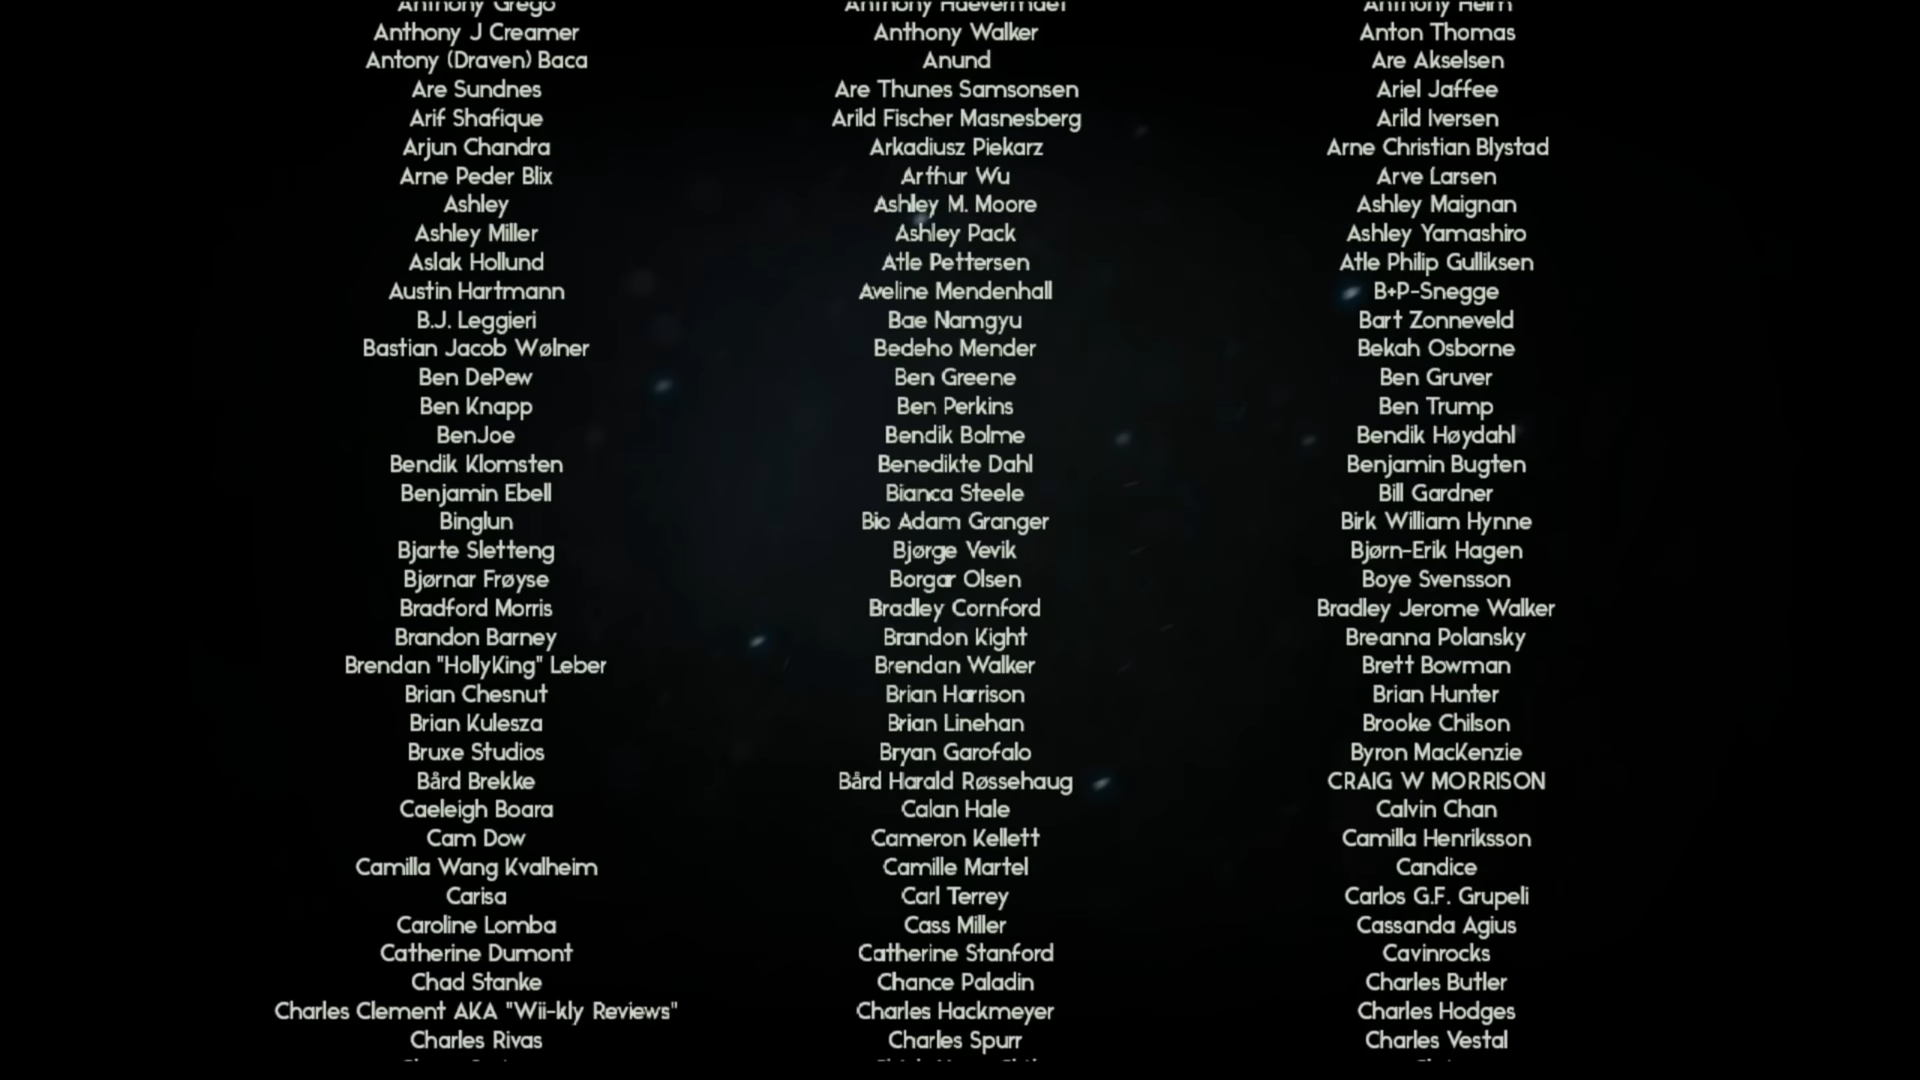 Anthony Grego Anthony Haevermaet Anthony Heim
Anthony J Creamer Anthony Walker Anton Thomas
Antony (Draven) Baca Anund Are Akselsen
Are Sundnes Are Thunes Samsonsen Ariel Jaffee
Arif Shafique Arild Fischer Masnesberg Arild Iversen
Arjun Chandra Arkadiusz Piekarz Arne Christian Blystad
Arne Peder Blix Arthur Wu Arve Larsen
Ashley Ashley M. Moore Ashley Maignan
Ashley Miller Ashley Pack Ashley Yamashiro
Aslak Hollund Atle Pettersen Atle Philip Gulliksen
Austin Hartmann Aveline Mendenhall B+P-Snegge
B.J. Leggieri Bae Namgyu Bart Zonneveld
Bastian Jacob Wølner Bedeho Mender Bekah Osborne
Ben DePew Ben Greene Ben Gruver
Ben Knapp Ben Perkins Ben Trump
BenJoe Bendik Bolme Bendik Høydahl
Bendik Klomsten Benedikte Dahl Benjamin Bugten
Benjamin Ebell Bianca Steele Bill Gardner
Binglun Bio Adam Granger Birk William Hynne
Bjarte Sletteng Bjørge Vevik Bjørn-Erik Hagen
Bjørnar Frøyse Borgar Olsen Boye Svensson
Bradford Morris Bradley Cornford Bradley Jerome Walker
Brandon Barney Brandon Kight Breanna Polansky
Brendan "HollyKing" Leber Brendan Walker Brett Bowman
Brian Chesnut Brian Harrison Brian Hunter
Brian Kulesza Brian Linehan Brooke Chilson
Bruxe Studios Bryan Garofalo Byron MacKenzie
Bård Brekke Bård Harald Røssehaug CRAIG W MORRISON
Caeleigh Boara Calan Hale Calvin Chan
Cam Dow Cameron Kellett Camilla Henriksson
Camilla Wang Kvalheim Camille Martel Candice
Carisa Carl Terrey Carlos G.F. Grupeli
Caroline Lomba Cass Miller Cassanda Agius
Catherine Dumont Catherine Stanford Cavinrocks
Chad Stanke Chance Paladin Charles Butler
Charles Clement AKA "Wii-kly Reviews" Charles Hackmeyer Charles Hodges
Charles Rivas Charles Spurr Charles Vestal